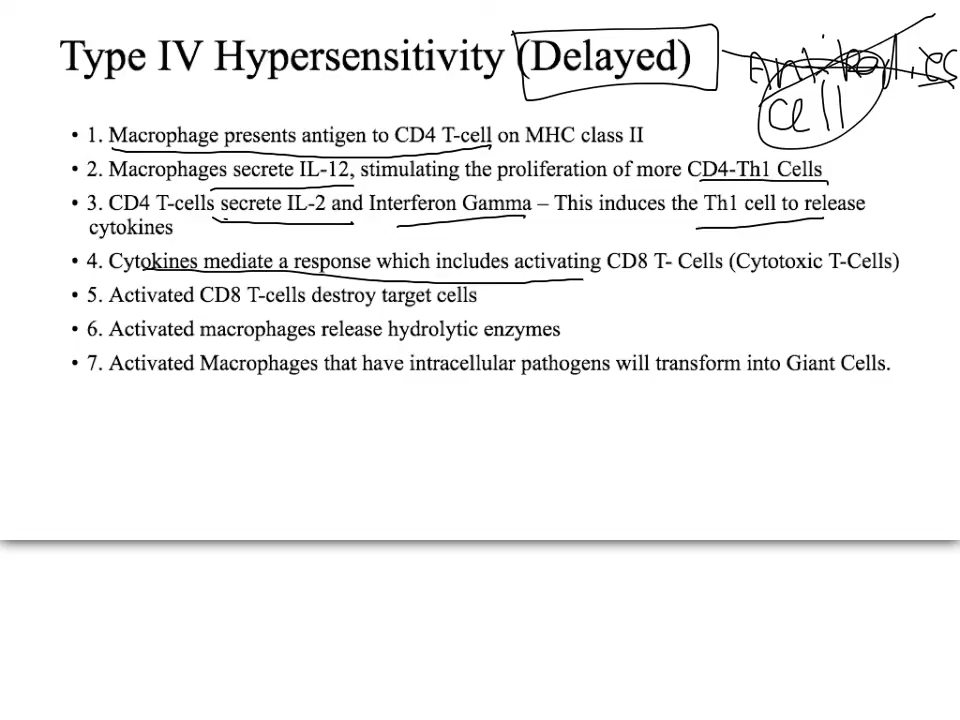 Type IV Hypersensitivity (Delayed)
Antibodies
cell
• 1. Macrophage presents antigen to CD4 T-cell on MHC class II
• 2. Macrophages secrete IL-12, stimulating the proliferation of more CD4-Th1 Cells
• 3. CD4 T-cells secrete IL-2 and Interferon Gamma – This induces the Th1 cell to release
cytokines
• 4. Cytokines mediate a response which includes activating CD8 T- Cells (Cytotoxic T-Cells)
• 5. Activated CD8 T-cells destroy target cells
• 6. Activated macrophages release hydrolytic enzymes
• 7. Activated Macrophages that have intracellular pathogens will transform into Giant Cells.